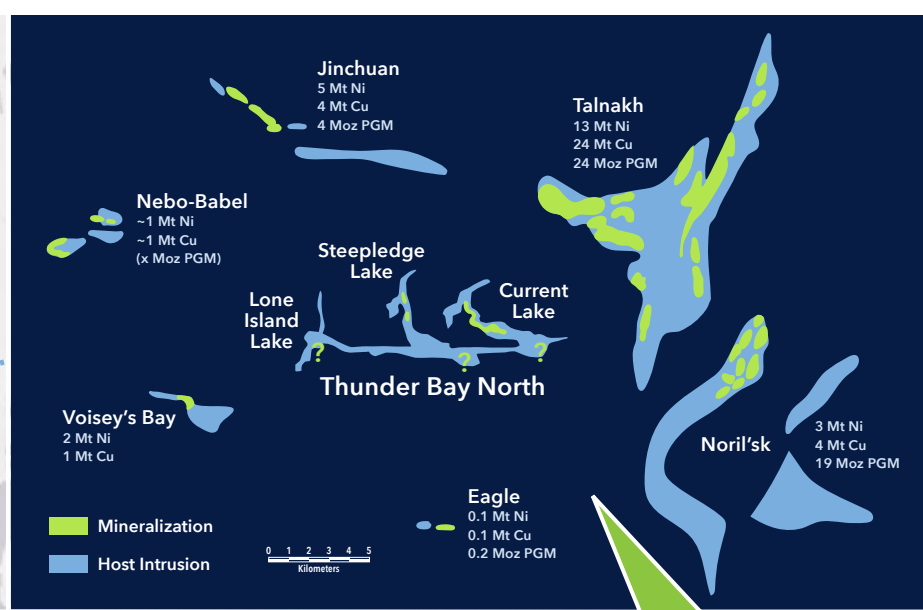 Jinchuan
5 Mt Ni
4 Mt Cu
4 Moz PGM
Talnakh
13 Mt Ni
24 Mt Cu
24 Moz PGM
Nebo-Babel
~1 Mt Ni
~1 Mt Cu
(x Moz PGM)
Steepledge
Lake
Lone
Island
Lake
Current
Lake
?
?
?
Thunder Bay North
Voisey's Bay
2 Mt Ni
1 Mt Cu
Noril'sk
3 Mt Ni
4 Mt Cu
19 Moz PGM
Eagle
0.1 Mt Ni
0.1 Mt Cu
0.2 Moz PGM
Mineralization
Host Intrusion
0 1 2 3 4 5
Kilometers